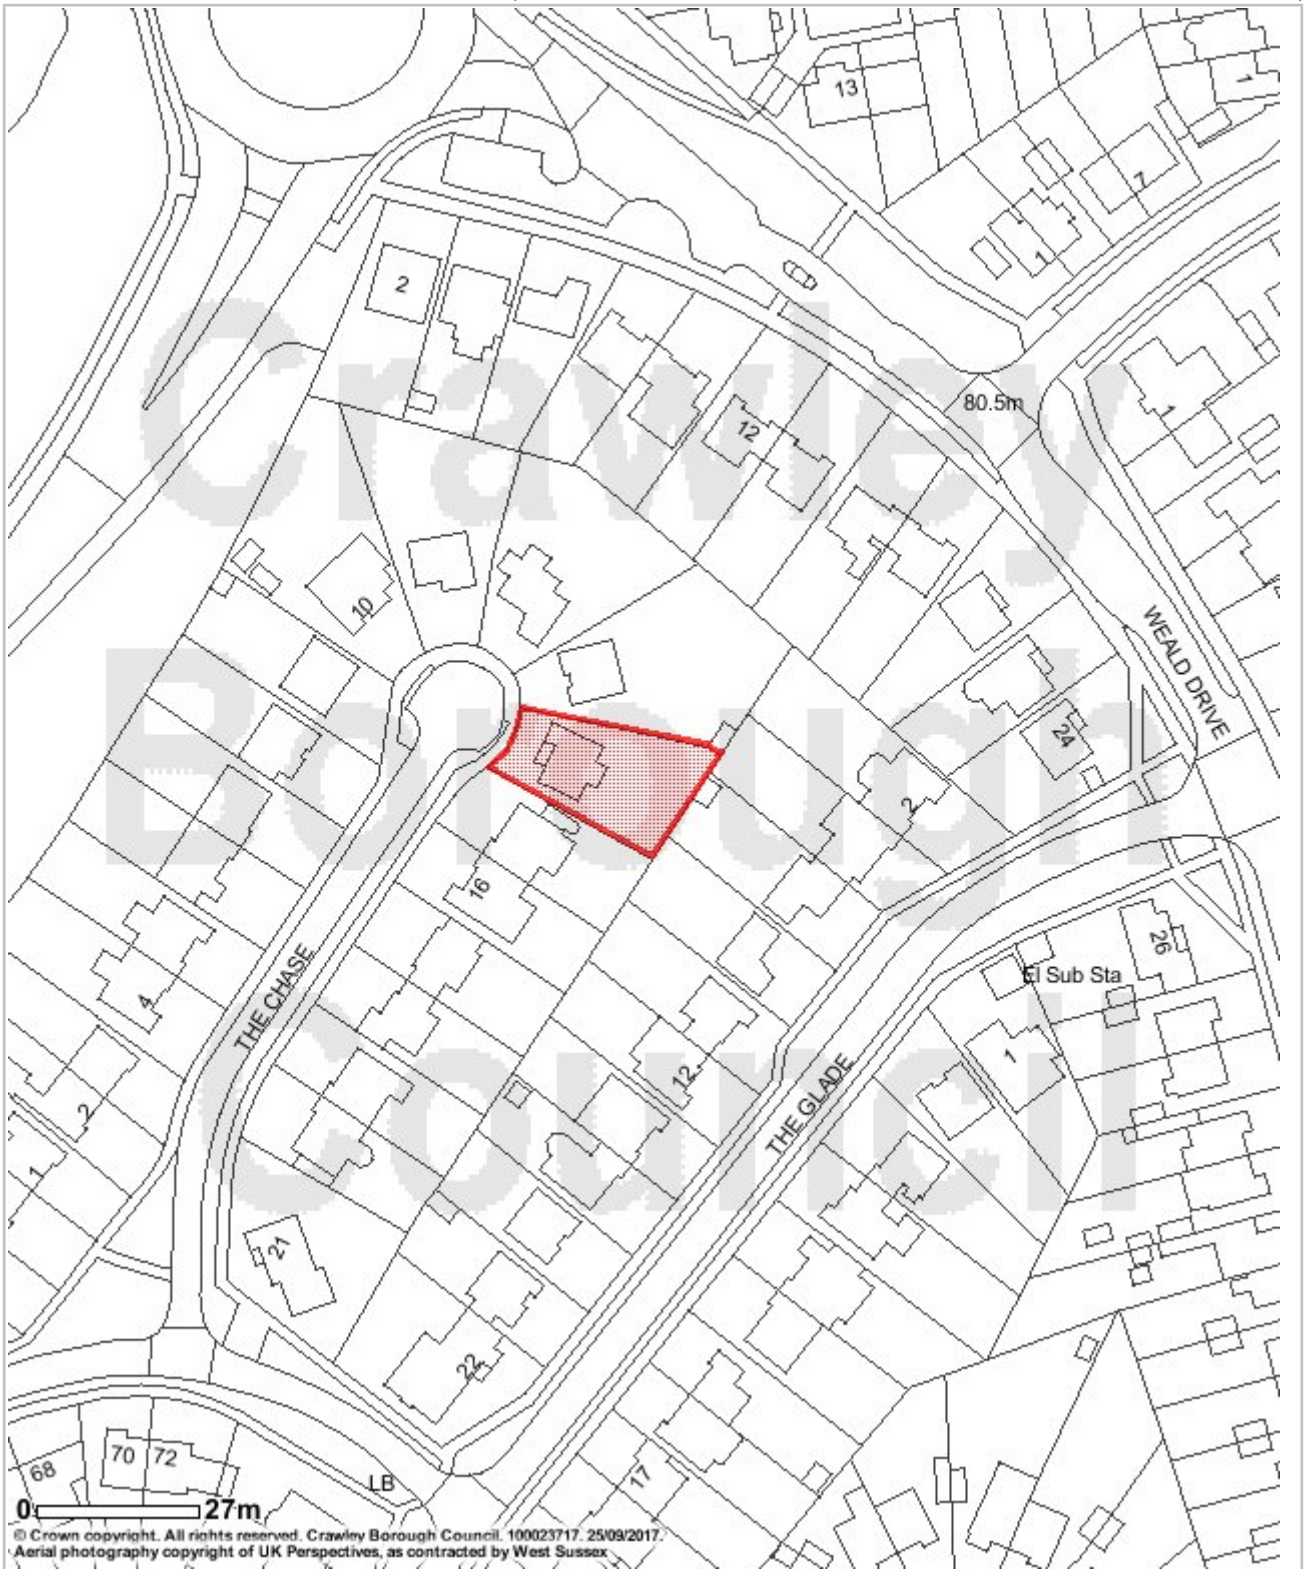 13
1
7
1
2
80.5m
1
12
10
WEALD DRIVE
24
2
16
26
El Sub Sta
THE CHASE
4
1
12
THE GLADE
2
1
21
22
70 72
68
17
LB
0 27m
© Crown copyright. All rights reserved. Crawley Borough Council. 100023717. 25/09/2017.
Aerial photography copyright of UK Perspectives, as contracted by West Sussex
Crawley
Borough
Council